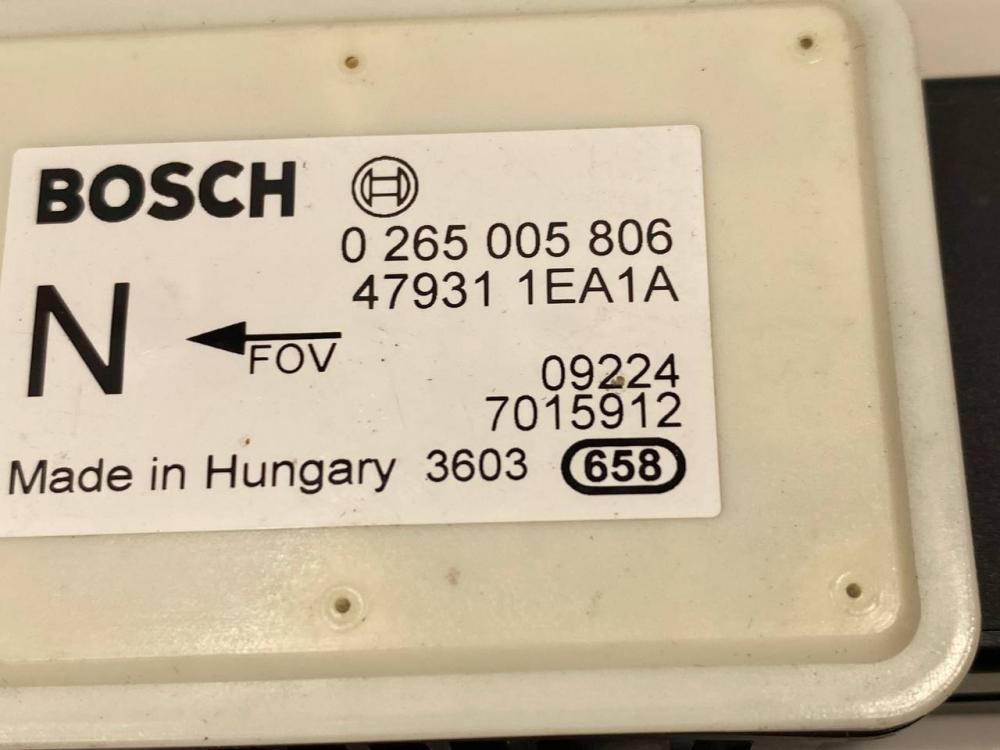 BOSCH
0 265 005 806
47931 1EA1A
N
FOV
09224
7015912
Made in Hungary 3603 658